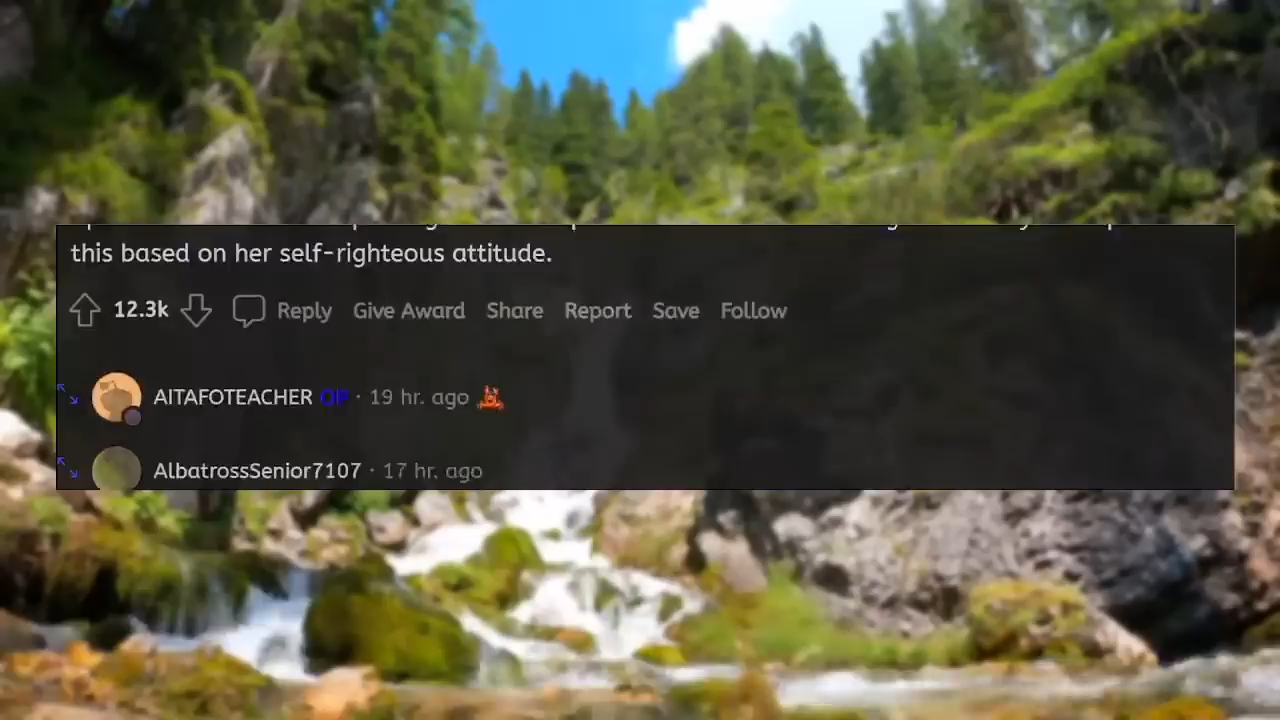 this based on her self-righteous attitude.
12.3k Reply Give Award Share Report Save Follow
AITAFOTEACHER OP · 19 hr. ago
AlbatrossSenior7107 · 17 hr. ago